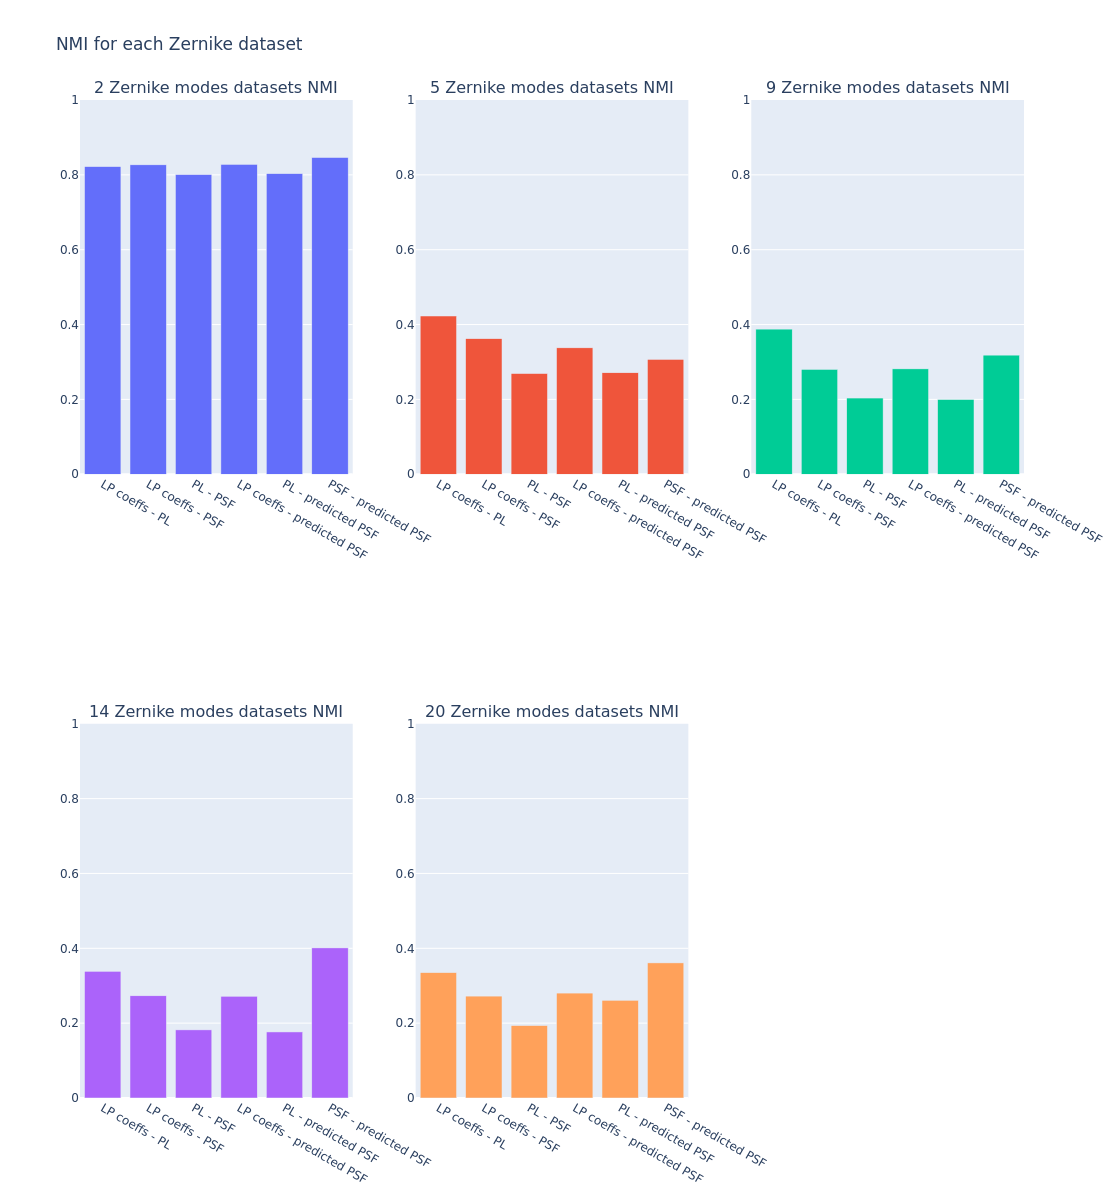 NMI for each Zernike dataset
2 Zernike modes datasets NMI
1
0.8
0.6
0.4
0.2
0
LP coeffs - PL
LP coeffs - PSF
PL - PSF
LP coeffs - predicted PSF
PL - predicted PSF
PSF - predicted PSF
5 Zernike modes datasets NMI
1
0.8
0.6
0.4
0.2
0
LP coeffs - PL
LP coeffs - PSF
PL - PSF
LP coeffs - predicted PSF
PL - predicted PSF
PSF - predicted PSF
9 Zernike modes datasets NMI
1
0.8
0.6
0.4
0.2
0
LP coeffs - PL
LP coeffs - PSF
PL - PSF
LP coeffs - predicted PSF
PL - predicted PSF
PSF - predicted PSF
14 Zernike modes datasets NMI
1
0.8
0.6
0.4
0.2
0
LP coeffs - PL
LP coeffs - PSF
PL - PSF
LP coeffs - predicted PSF
PL - predicted PSF
PSF - predicted PSF
20 Zernike modes datasets NMI
1
0.8
0.6
0.4
0.2
0
LP coeffs - PL
LP coeffs - PSF
PL - PSF
LP coeffs - predicted PSF
PL - predicted PSF
PSF - predicted PSF